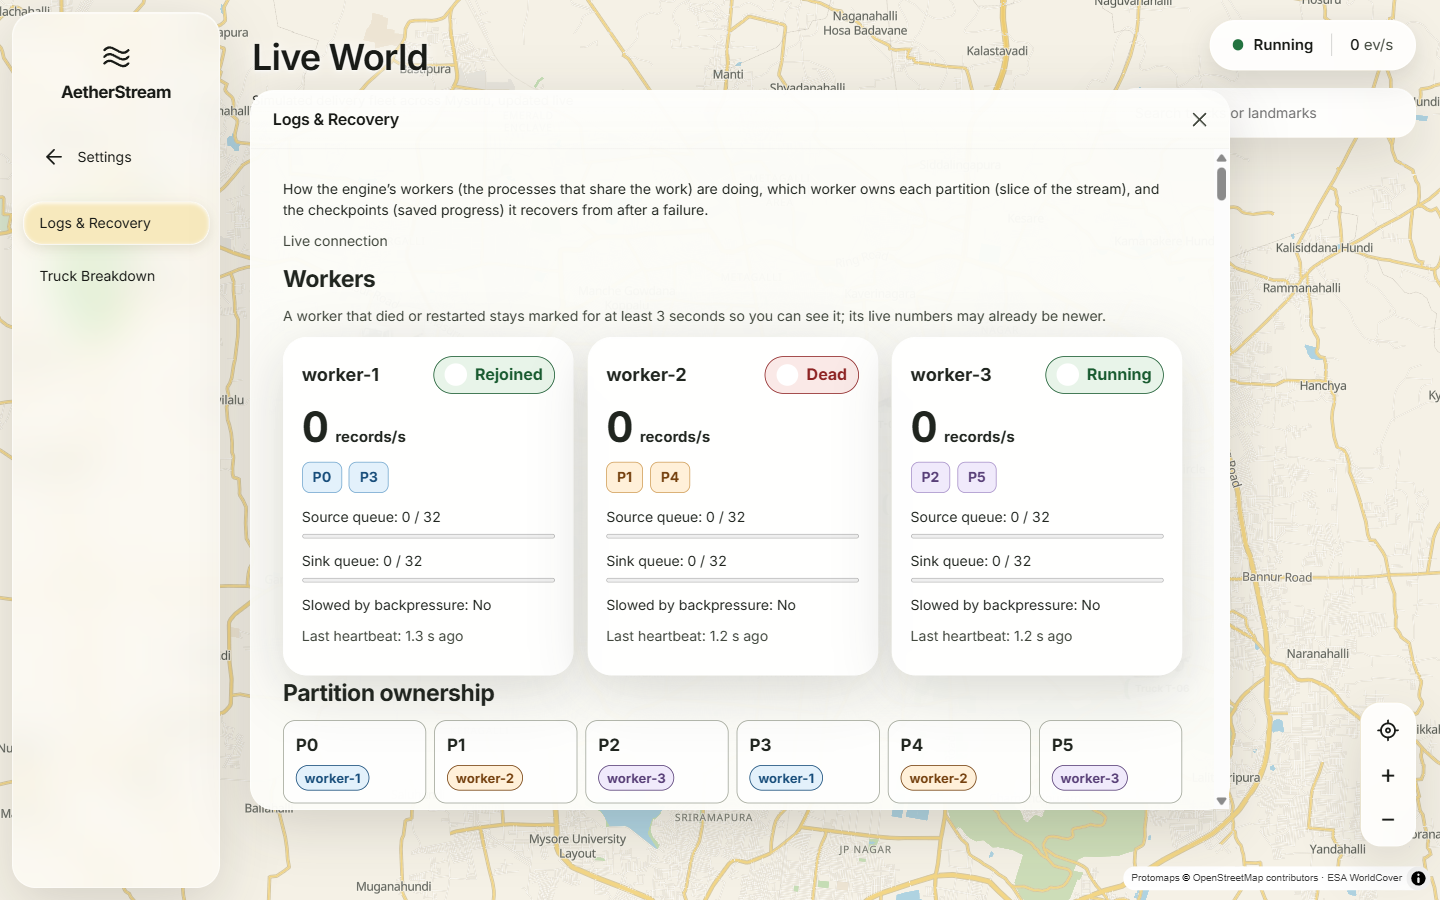 AetherStream
Settings
Logs & Recovery
Truck Breakdown
Live World
Running
0 ev/s
or landmarks
Logs & Recovery
How the engine's workers (the processes that share the work) are doing, which worker owns each partition (slice of the stream), and
the checkpoints (saved progress) it recovers from after a failure.
Live connection
Workers
A worker that died or restarted stays marked for at least 3 seconds so you can see it; its live numbers may already be newer.
worker-1
Rejoined
0 records/s
P0 P3
Source queue: 0 / 32
Sink queue: 0 / 32
Slowed by backpressure: No
Last heartbeat: 1.3 s ago
worker-2
Dead
0 records/s
P1 P4
Source queue: 0 / 32
Sink queue: 0 / 32
Slowed by backpressure: No
Last heartbeat: 1.2 s ago
worker-3
Running
0 records/s
P2 P5
Source queue: 0 / 32
Sink queue: 0 / 32
Slowed by backpressure: No
Last heartbeat: 1.2 s ago
Partition ownership
P0
worker-1
P1
worker-2
P2
worker-3
P3
worker-1
P4
worker-2
P5
worker-3
Naganahalli
Hosa Badavane
Kalastavadi
Manti
Shyadanahalli
Kalisiddana Hundi
Rammanahalli
Hanchya
Road
Bannur Road
Naranahalli
Yandahalli
SRIRAMAPURA
Mysore University
Layout
JP NAGAR
Muganahundi
Protomaps © OpenStreetMap contributors · ESA WorldCover